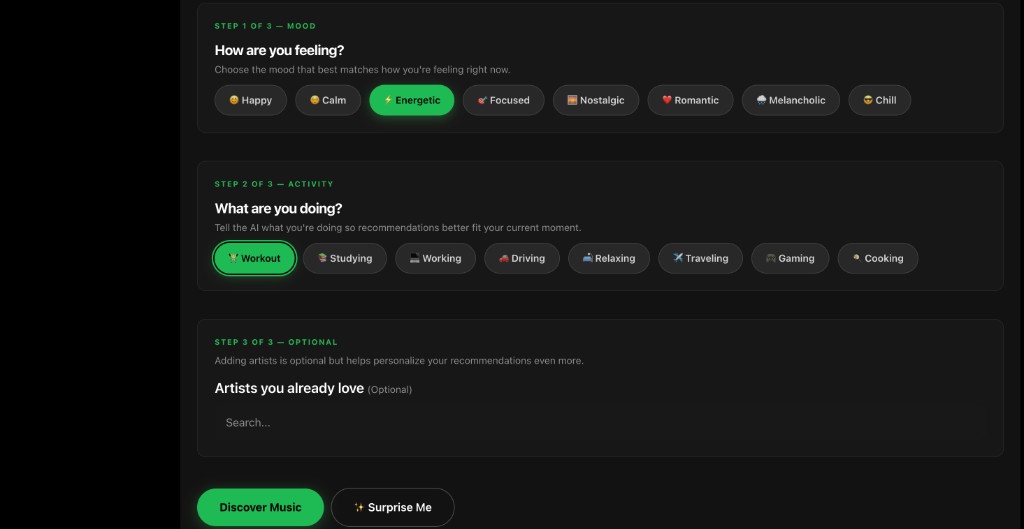 STEP 1 OF 3 — MOOD
How are you feeling?
Choose the mood that best matches how you're feeling right now.
😊 Happy 😌 Calm ⚡ Energetic 🎯 Focused 🌇 Nostalgic ❤️ Romantic 🌧️ Melancholic 😎 Chill
STEP 2 OF 3 — ACTIVITY
What are you doing?
Tell the AI what you're doing so recommendations better fit your current moment.
🏋️ Workout 📚 Studying 💻 Working 🚗 Driving 🛋️ Relaxing ✈️ Traveling 🎮 Gaming 🍳 Cooking
STEP 3 OF 3 — OPTIONAL
Adding artists is optional but helps personalize your recommendations even more.
Artists you already love (Optional)
Search...
Discover Music ✨ Surprise Me